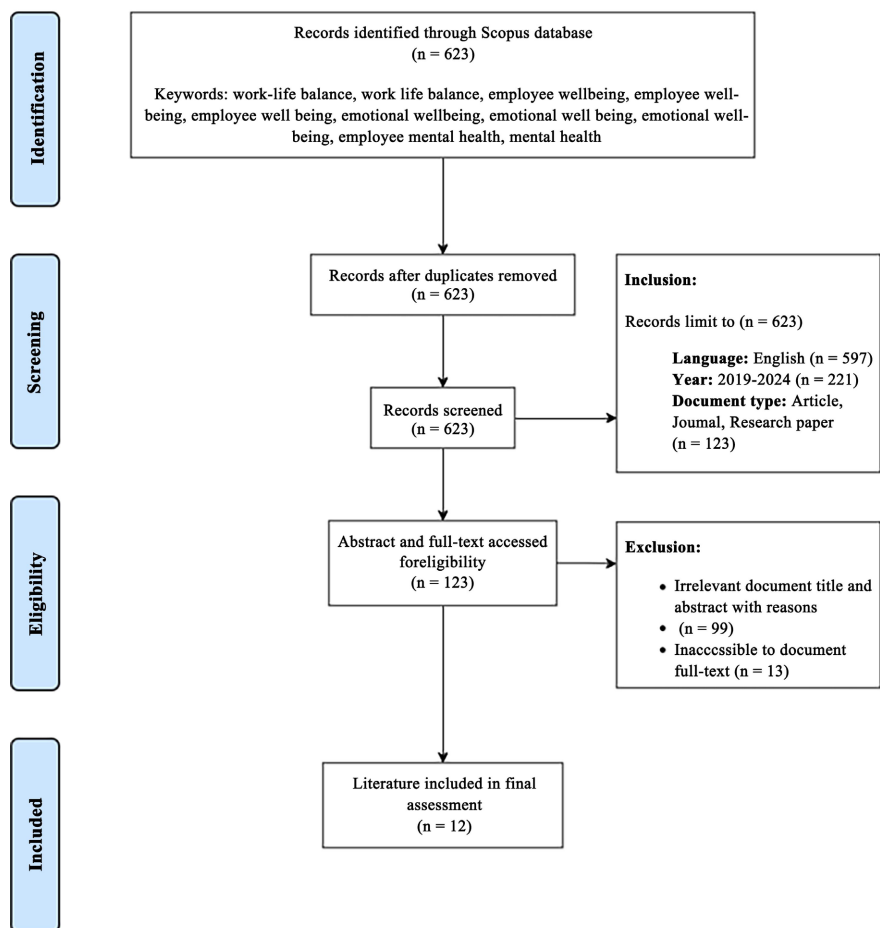 Identification
Records identified through Scopus database
(n = 623)
Keywords: work-life balance, work life balance, employee wellbeing, employee well-
being, employee well being, emotional wellbeing, emotional well being, emotional well-
being, employee mental health, mental health
Screening
Records after duplicates removed
(n = 623)
Records screened
(n = 623)
Inclusion:
Records limit to (n = 623)
Language: English (n = 597)
Year: 2019-2024 (n = 221)
Document type: Article,
Joumal, Research paper
(n = 123)
Eligibility
Abstract and full-text accessed
foreligibility
(n = 123)
Exclusion:
• Irrelevant document title and
abstract with reasons
• (n = 99)
• Inacccssible to document
full-text (n = 13)
Included
Literature included in final
assessment
(n = 12)